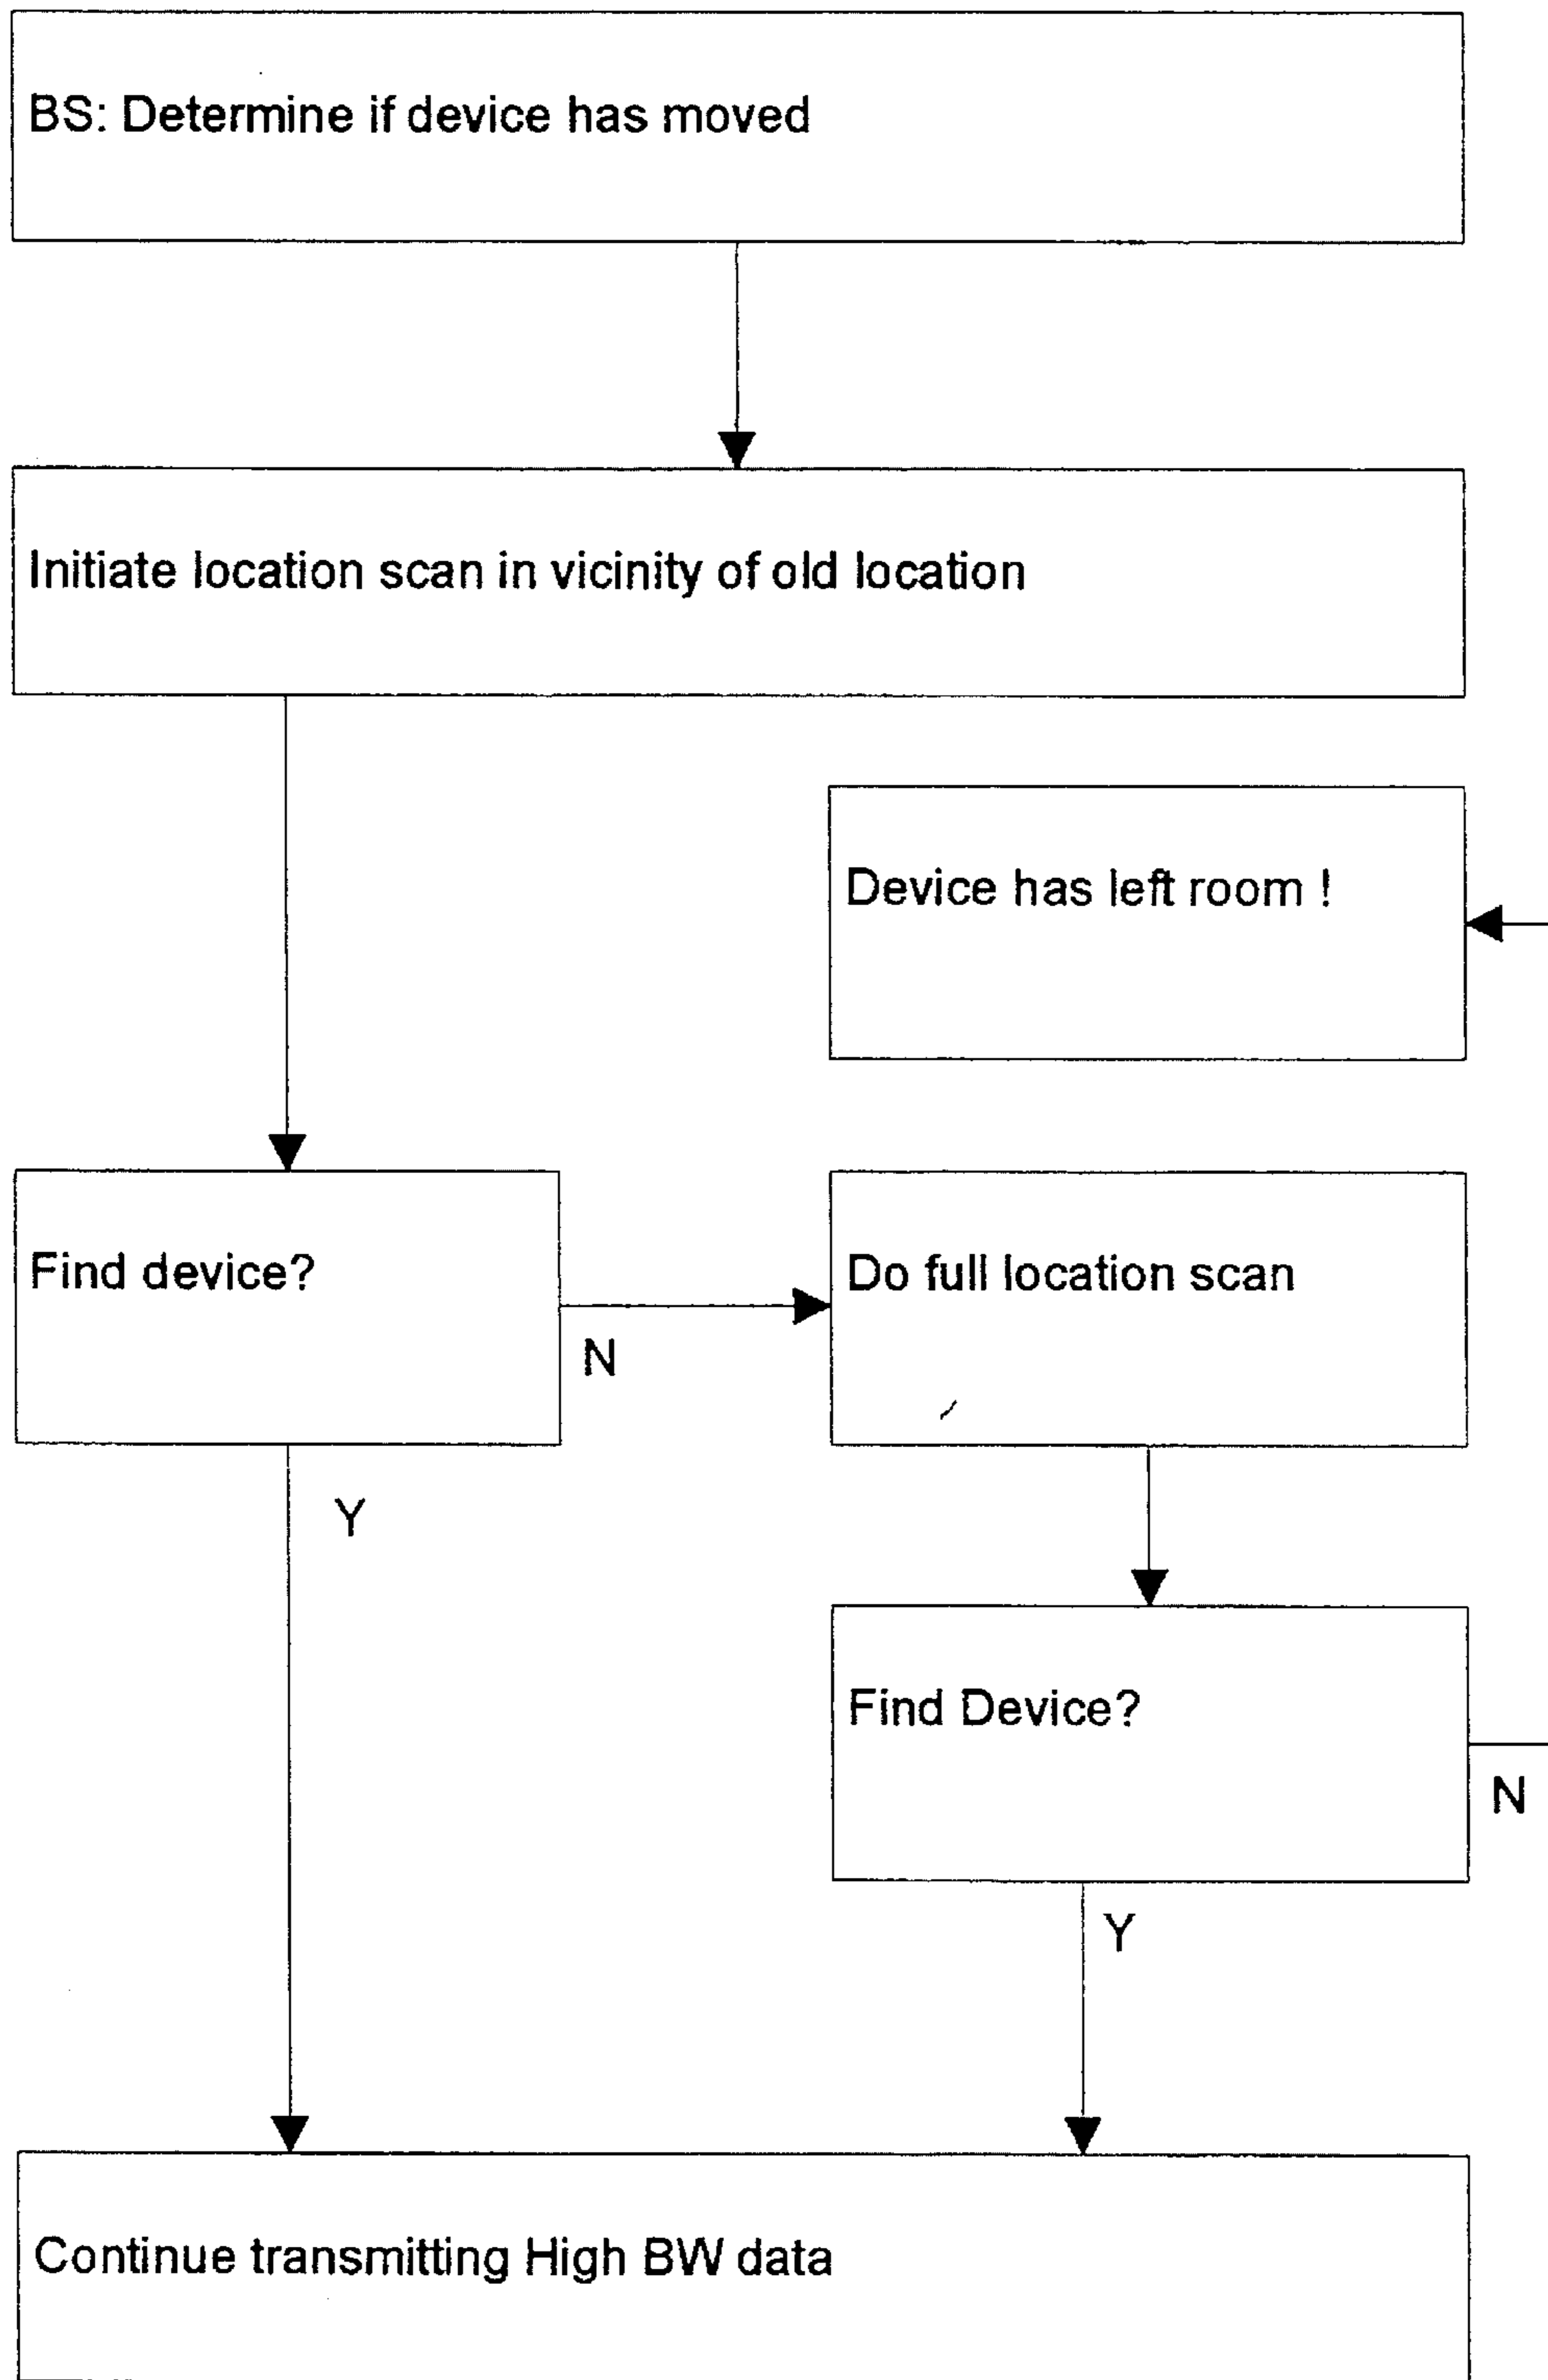 BS: Determine if device has moved
Initiate location scan in vicinity of old location
Device has left room !
Find device?
N
Do full location scan
Y
Find Device?
N
Y
Continue transmitting High BW data